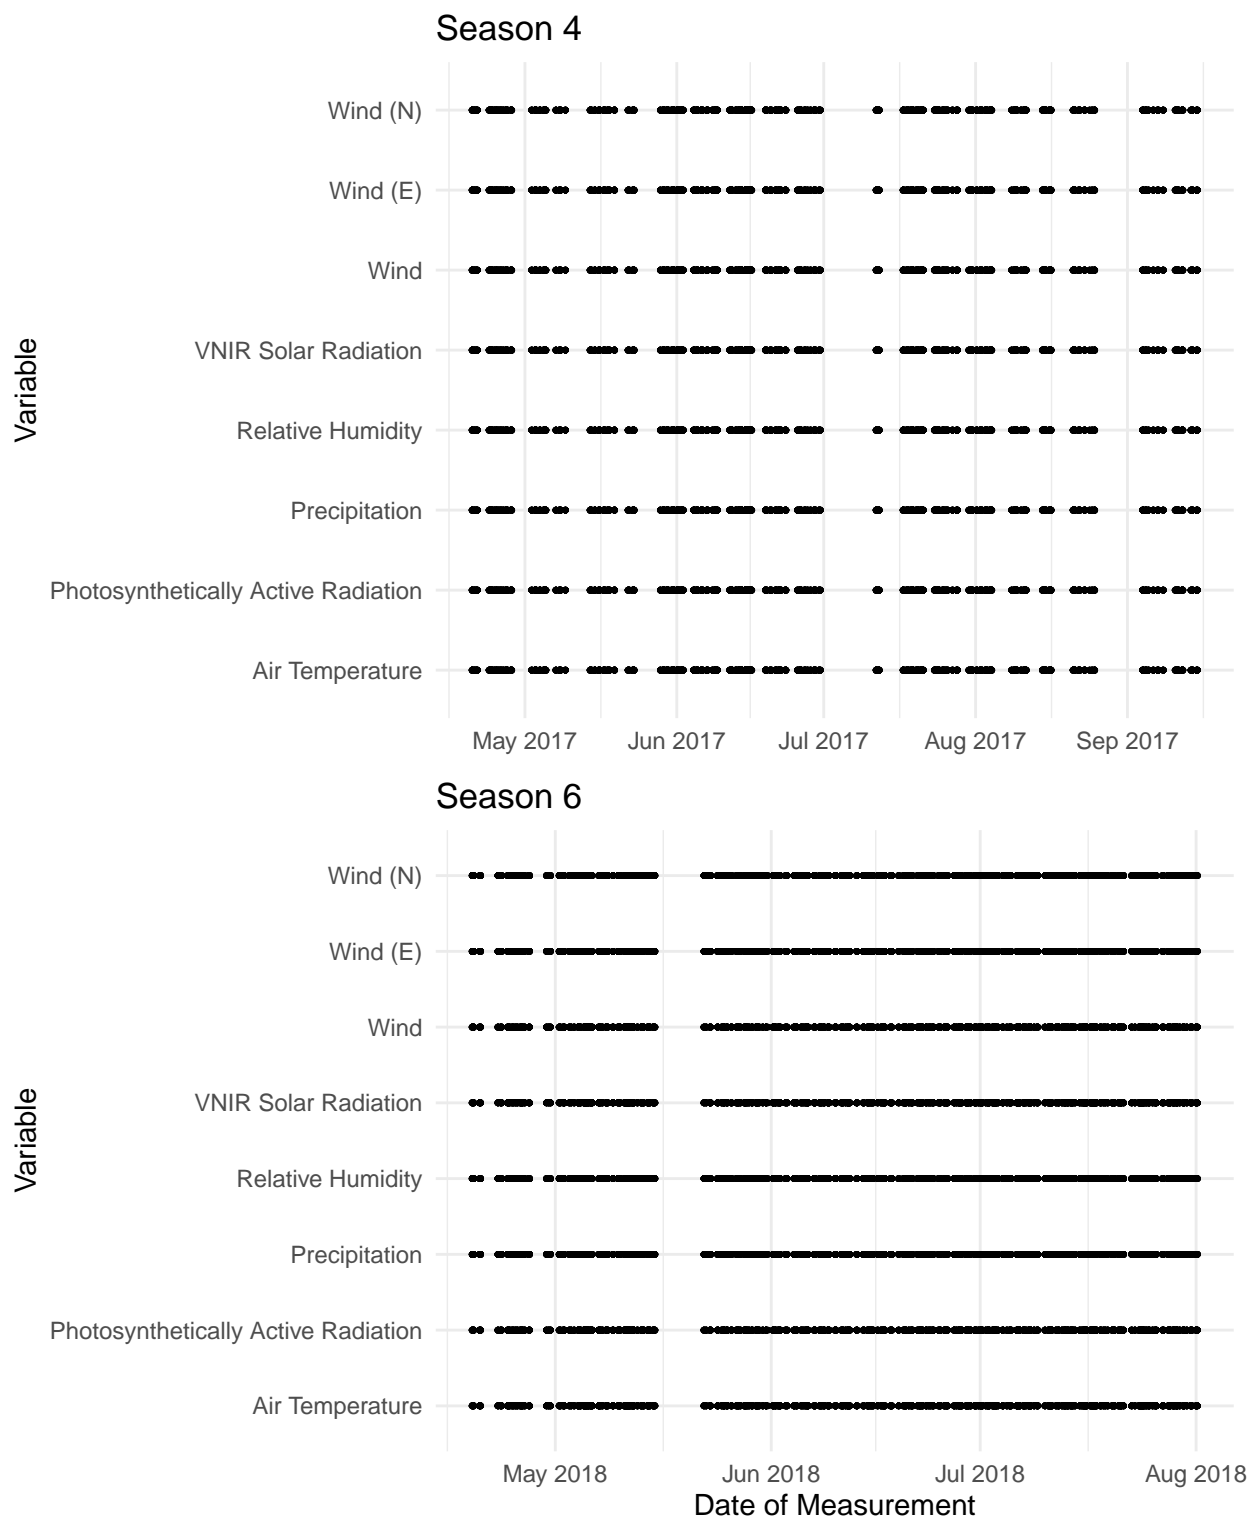 Season 4
Variable
Wind (N)
Wind (E)
Wind
VNIR Solar Radiation
Relative Humidity
Precipitation
Photosynthetically Active Radiation
Air Temperature
May 2017 Jun 2017 Jul 2017 Aug 2017 Sep 2017
Season 6
Variable
Wind (N)
Wind (E)
Wind
VNIR Solar Radiation
Relative Humidity
Precipitation
Photosynthetically Active Radiation
Air Temperature
May 2018 Jun 2018 Jul 2018 Aug 2018
Date of Measurement